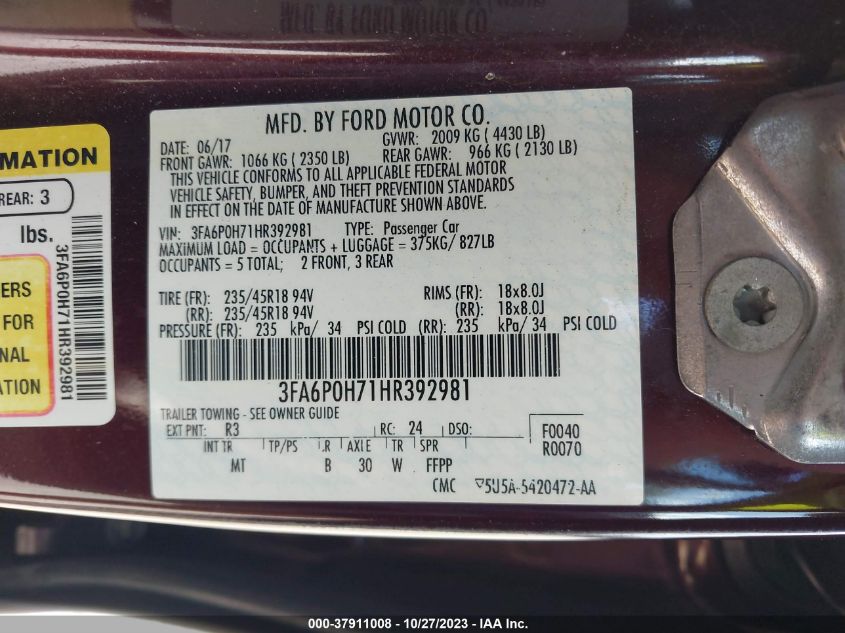 MFD. BY FORD MOTOR CO.
DATE: 06/17
GVWR: 2009 KG ( 4430 LB)
FRONT GAWR: 1066 KG ( 2350 LB)
REAR GAWR: 966 KG ( 2130 LB)
THIS VEHICLE CONFORMS TO ALL APPLICABLE FEDERAL MOTOR
VEHICLE SAFETY, BUMPER, AND THEFT PREVENTION STANDARDS
IN EFFECT ON THE DATE OF MANUFACTURE SHOWN ABOVE.
VIN: 3FA6P0H71HR392981 TYPE: Passenger Car
MAXIMUM LOAD = OCCUPANTS + LUGGAGE = 375KG/ 827LB
OCCUPANTS = 5 TOTAL; 2 FRONT, 3 REAR
TIRE (FR): 235/45R18 94V RIMS (FR): 18x8.0J
(RR): 235/45R18 94V (RR): 18x8.0J
PRESSURE (FR): 235 kPa/ 34 PSI COLD (RR): 235 kPa/ 34 PSI COLD
3FA6P0H71HR392981
TRAILER TOWING - SEE OWNER GUIDE
EXT PNT: R3 RC: 24 DSO: F0040
R0070
INT TR TP/PS R AXLE TR SPR
MT B 30 W FFPP
CMC 5U5A-5420472-AA
RMATION
REAR: 3
lbs.
3FA6P0H71HR392981
ERS
FOR
NAL
ATION
000-37911008 - 10/27/2023 - IAA Inc.